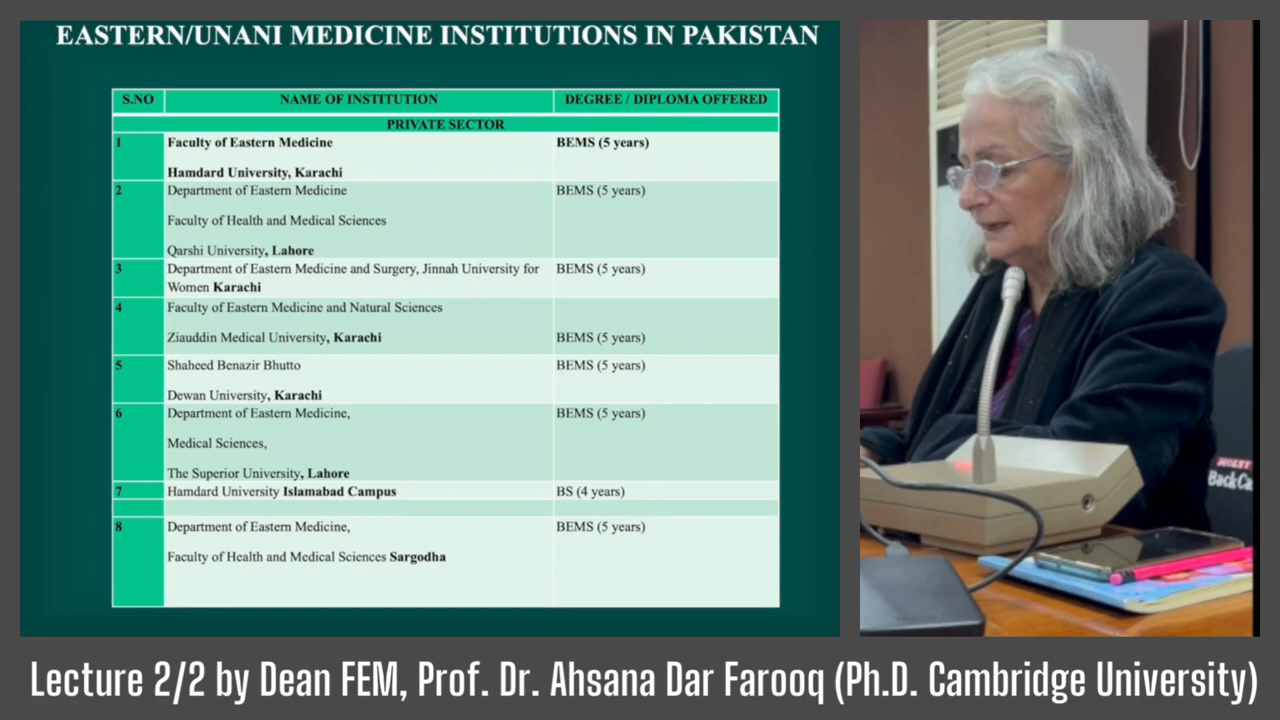 EASTERN/UNANI MEDICINE INSTITUTIONS IN PAKISTAN
S.NO NAME OF INSTITUTION DEGREE / DIPLOMA OFFERED
PRIVATE SECTOR
1 Faculty of Eastern Medicine BEMS (5 years)
Hamdard University, Karachi
2 Department of Eastern Medicine BEMS (5 years)
Faculty of Health and Medical Sciences
Qarshi University, Lahore
3 Department of Eastern Medicine and Surgery, Jinnah University for BEMS (5 years)
Women Karachi
4 Faculty of Eastern Medicine and Natural Sciences
Ziauddin Medical University, Karachi BEMS (5 years)
5 Shaheed Benazir Bhutto BEMS (5 years)
Dewan University, Karachi
6 Department of Eastern Medicine, BEMS (5 years)
Medical Sciences,
The Superior University, Lahore
7 Hamdard University Islamabad Campus BS (4 years)
8 Department of Eastern Medicine, BEMS (5 years)
Faculty of Health and Medical Sciences Sargodha
Lecture 2/2 by Dean FEM, Prof. Dr. Ahsana Dar Farooq (Ph.D. Cambridge University)